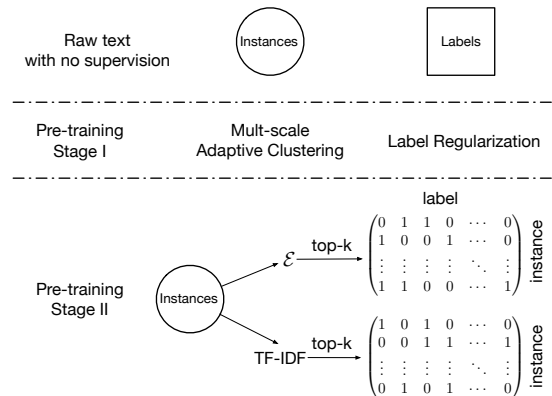 Raw text
with no supervision
Instances
Labels
Pre-training
Stage I
Mult-scale
Adaptive Clustering
Label Regularization
label
Pre-training
Stage II
Instances
ℰ
top-k
0 1 1 0 ⋯ 0
1 0 0 1 ⋯ 0
⋮ ⋮ ⋮ ⋮ ⋱ ⋮
1 1 0 0 ⋯ 1
instance
TF-IDF
top-k
1 0 1 0 ⋯ 0
0 0 1 1 ⋯ 1
⋮ ⋮ ⋮ ⋮ ⋱ ⋮
0 1 0 1 ⋯ 0
instance